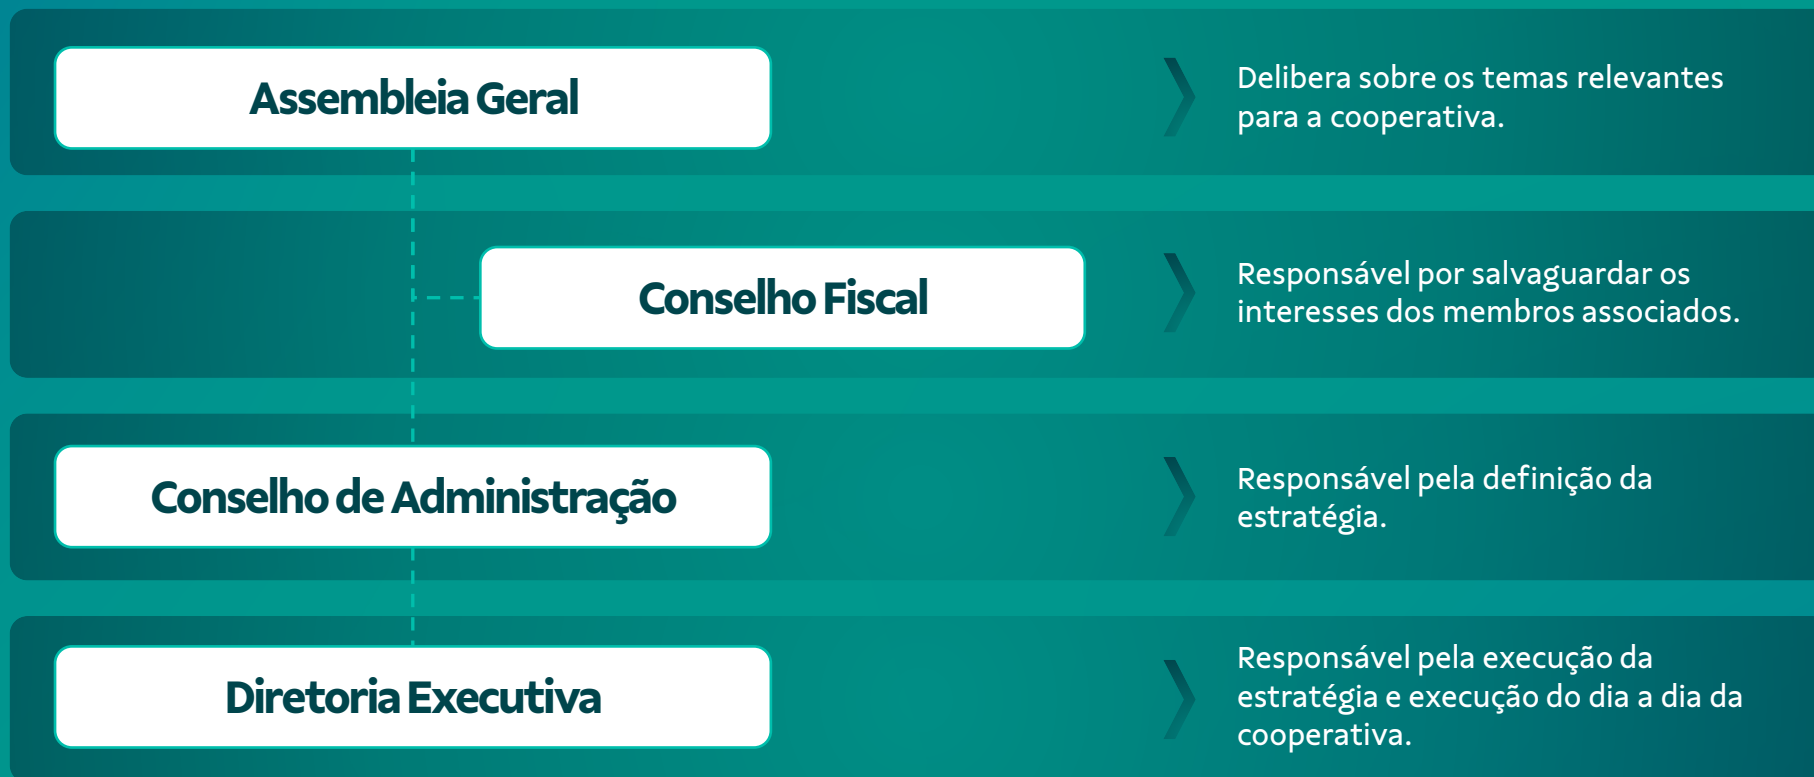 Assembleia Geral
Delibera sobre os temas relevantes
para a cooperativa.
Conselho Fiscal
Responsável por salvaguardar os
interesses dos membros associados.
Conselho de Administração
Responsável pela definição da
estratégia.
Diretoria Executiva
Responsável pela execução da
estratégia e execução do dia a dia da
cooperativa.